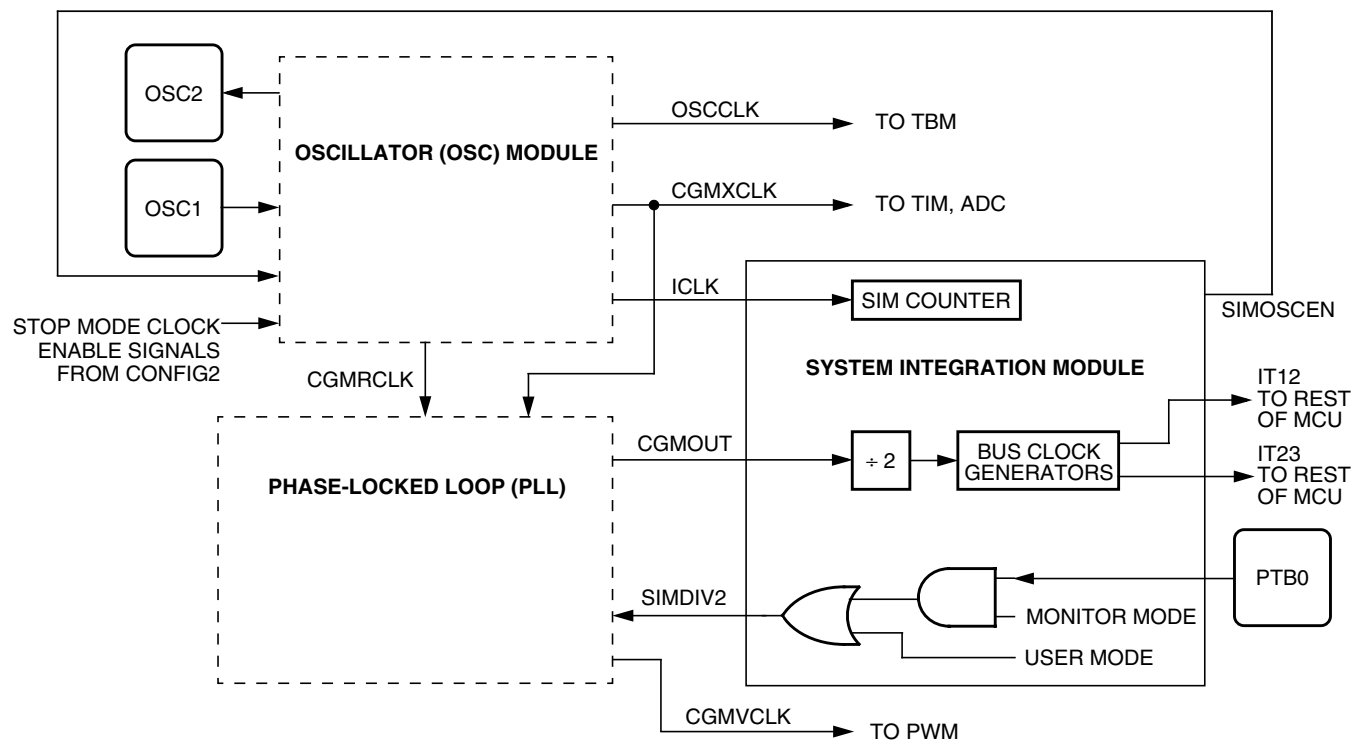 OSC2
OSCCLK
TO TBM
OSCILLATOR (OSC) MODULE
OSC1
CGMXCLK
TO TIM, ADC
ICLK
SIM COUNTER
SIMOSCEN
STOP MODE CLOCK
ENABLE SIGNALS
FROM CONFIG2
SYSTEM INTEGRATION MODULE
CGMRCLK
IT12
TO REST
OF MCU
CGMOUT
÷ 2
BUS CLOCK
GENERATORS
IT23
TO REST
OF MCU
PHASE-LOCKED LOOP (PLL)
PTB0
SIMDIV2
MONITOR MODE
USER MODE
CGMVCLK
TO PWM